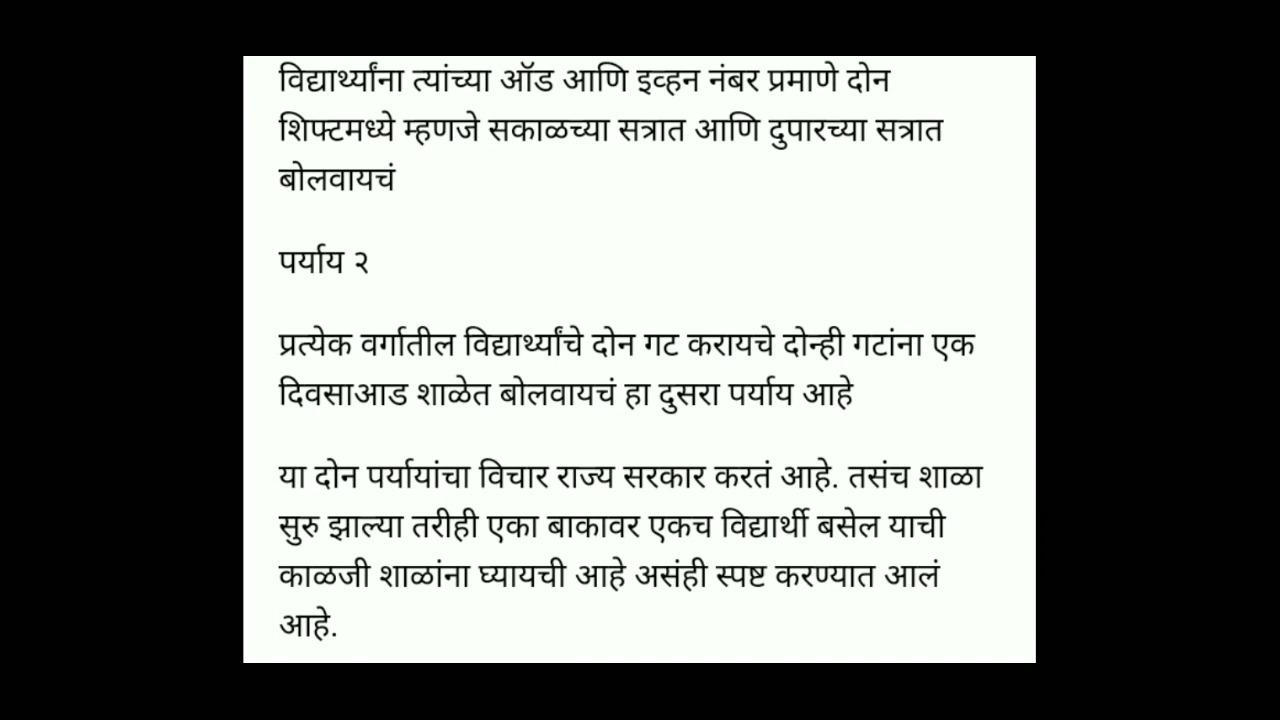 विद्यार्थ्यांना त्यांच्या ऑड आणि इव्हन नंबर प्रमाणे दोन
शिफ्टमध्ये म्हणजे सकाळच्या सत्रात आणि दुपारच्या सत्रात
बोलवायचं
पर्याय २
प्रत्येक वर्गातील विद्यार्थ्यांचे दोन गट करायचे दोन्ही गटांना एक
दिवसाआड शाळेत बोलवायचं हा दुसरा पर्याय आहे
या दोन पर्यायांचा विचार राज्य सरकार करतं आहे. तसंच शाळा
सुरु झाल्या तरीही एका बाकावर एकच विद्यार्थी बसेल याची
काळजी शाळांना घ्यायची आहे असंही स्पष्ट करण्यात आलं
आहे.